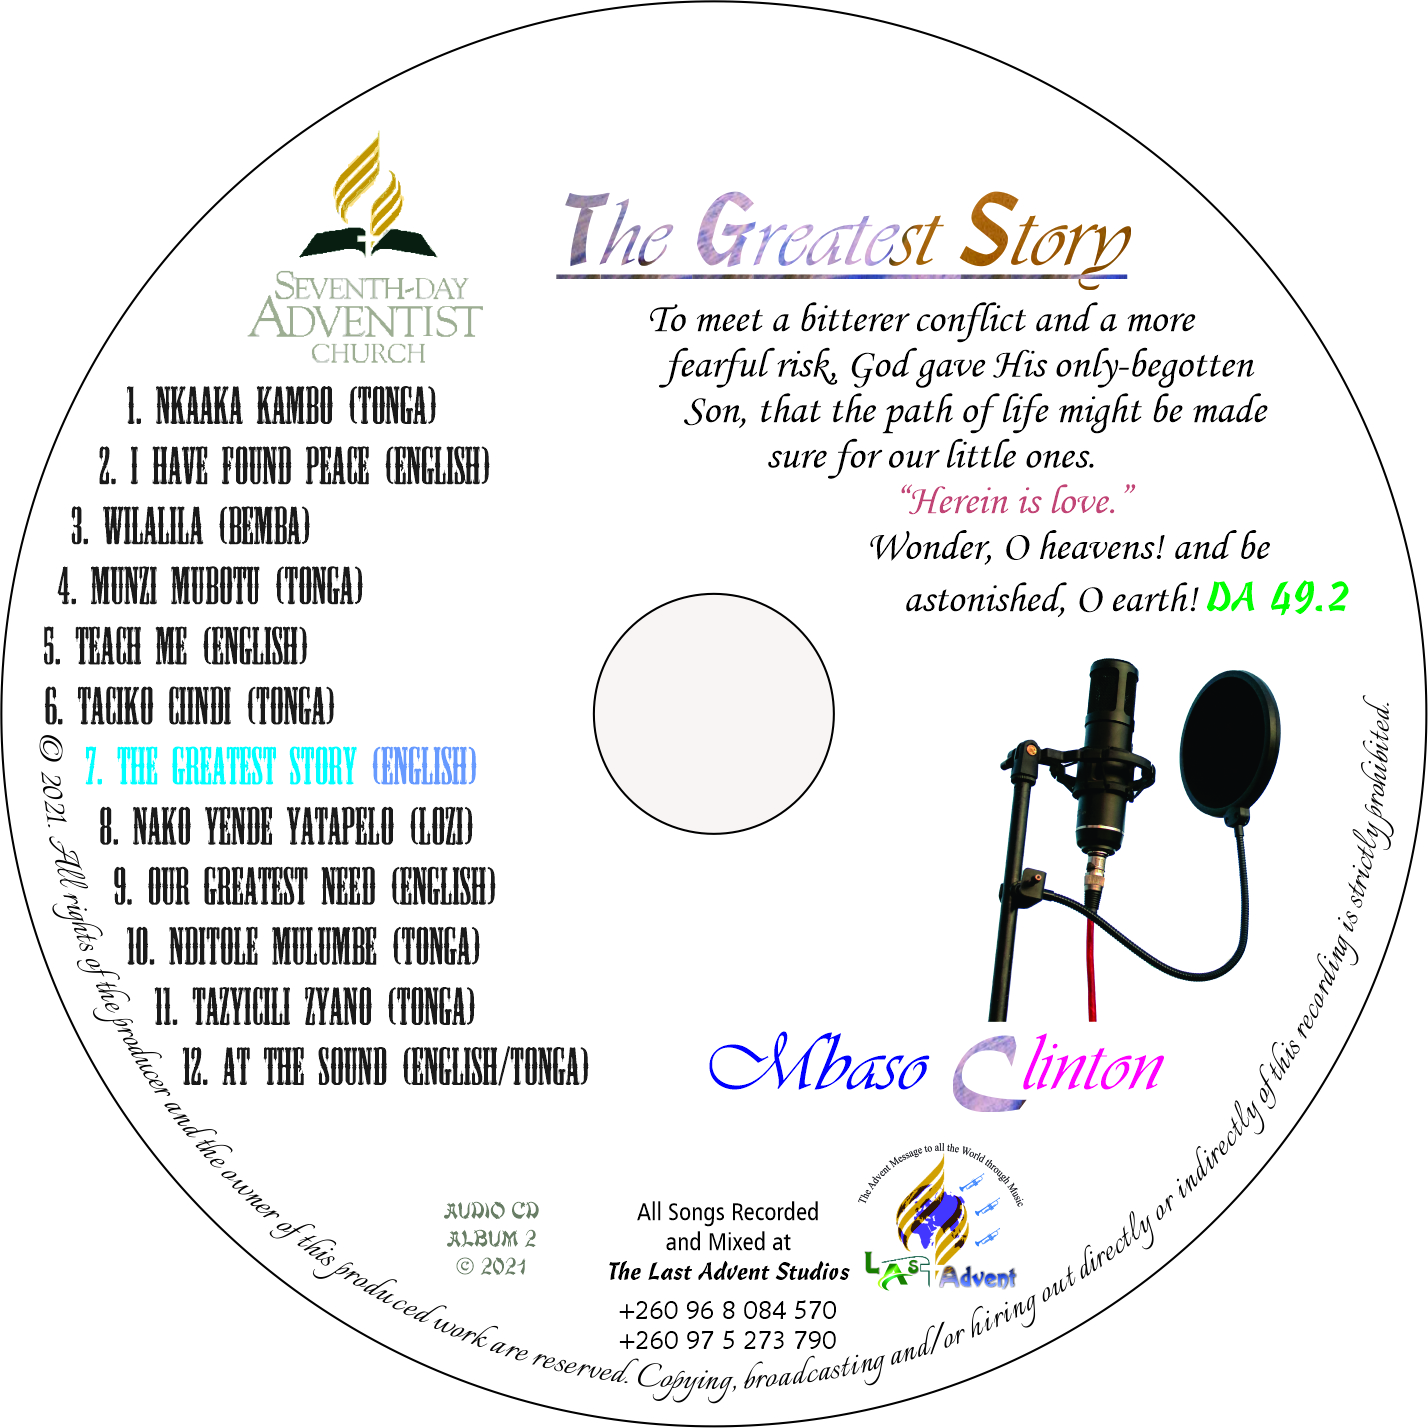 SEVENTH-DAY
ADVENTIST
CHURCH
The Greatest Story
To meet a bitterer conflict and a more
fearful risk, God gave His only-begotten
Son, that the path of life might be made
sure for our little ones.
“Herein is love.”
Wonder, O heavens! and be
astonished, O earth! DA 49.2
1. NKAAKA KAMBO (TONGA)
2. I HAVE FOUND PEACE (ENGLISH)
3. WILALILA (BEMBA)
4. MUNZI MUBOTU (TONGA)
5. TEACH ME (ENGLISH)
6. TACIKO CIINDI (TONGA)
7. THE GREATEST STORY (ENGLISH)
8. NAKO YENDE YATAPELO (LOZI)
9. OUR GREATEST NEED (ENGLISH)
10. NDITOLE MULUMBE (TONGA)
11. TAZYICILI ZYANO (TONGA)
12. AT THE SOUND (ENGLISH/TONGA)
Mbaso Clinton
AUDIO CD
ALBUM 2
© 2021
All Songs Recorded
and Mixed at
The Last Advent Studios
+260 96 8 084 570
+260 97 5 273 790
The Advent Message to all the World through Music
LAST Advent
© 2021. All rights of the producer and the owner of this produced work are reserved. Copying, broadcasting and/or hiring out directly or indirectly of this recording is strictly prohibited.